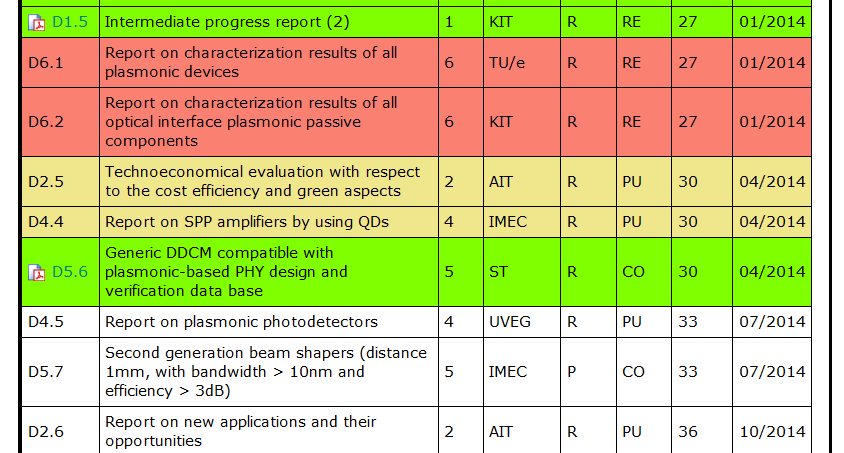 D1.5 Intermediate progress report (2) 1 KIT R RE 27 01/2014
D6.1 Report on characterization results of all
plasmonic devices 6 TU/e R RE 27 01/2014
D6.2 Report on characterization results of all
optical interface plasmonic passive
components 6 KIT R RE 27 01/2014
D2.5 Technoeconomical evaluation with respect
to the cost efficiency and green aspects 2 AIT R PU 30 04/2014
D4.4 Report on SPP amplifiers by using QDs 4 IMEC R PU 30 04/2014
D5.6 Generic DDCM compatible with
plasmonic-based PHY design and
verification data base 5 ST R CO 30 04/2014
D4.5 Report on plasmonic photodetectors 4 UVEG R PU 33 07/2014
D5.7 Second generation beam shapers (distance
1mm, with bandwidth > 10nm and
efficiency > 3dB) 5 IMEC P CO 33 07/2014
D2.6 Report on new applications and their
opportunities 2 AIT R PU 36 10/2014